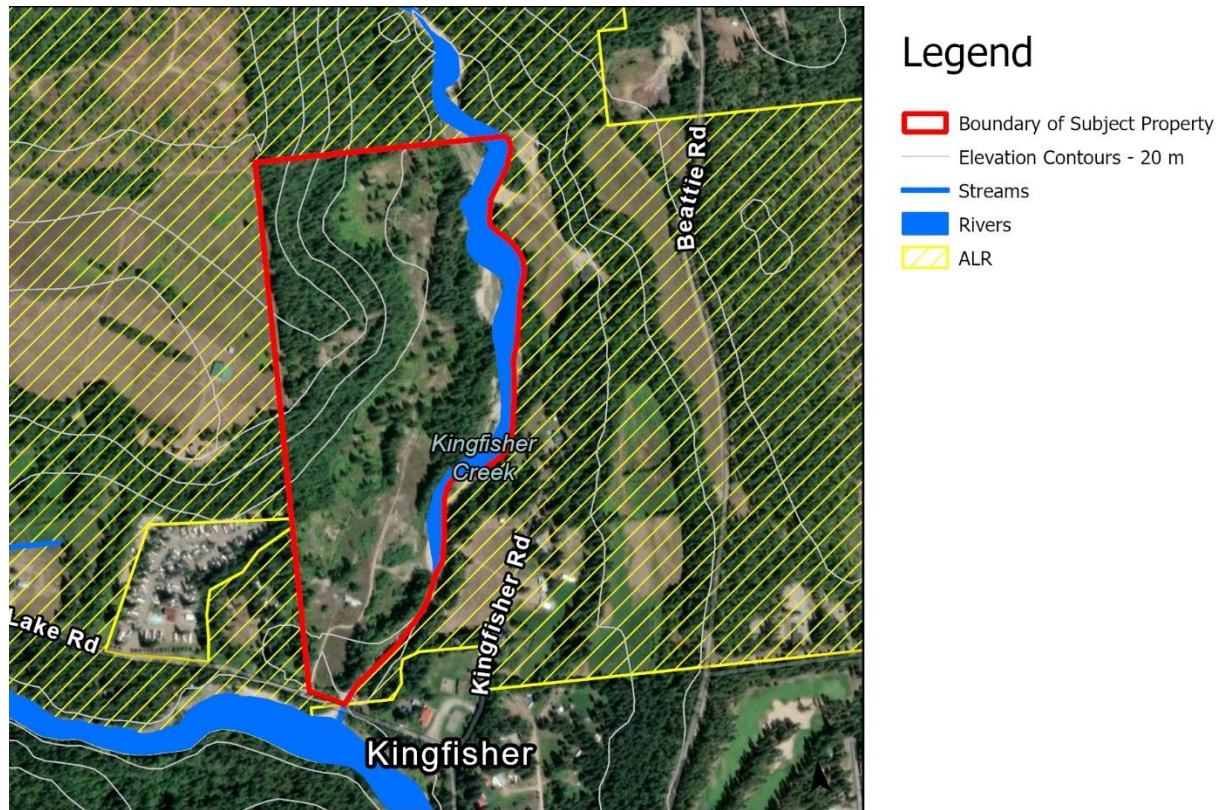 Legend
Boundary of Subject Property
Elevation Contours - 20 m
Streams
Rivers
ALR
Beattie Rd
Kingfisher
Creek
Kingfisher Rd
Lake Rd
Kingfisher